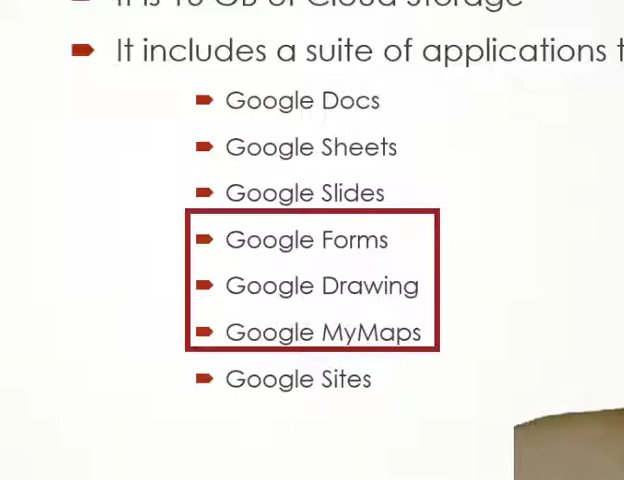 It is 15 GB of Cloud Storage
It includes a suite of applications t
Google Docs
Google Sheets
Google Slides
Google Forms
Google Drawing
Google MyMaps
Google Sites